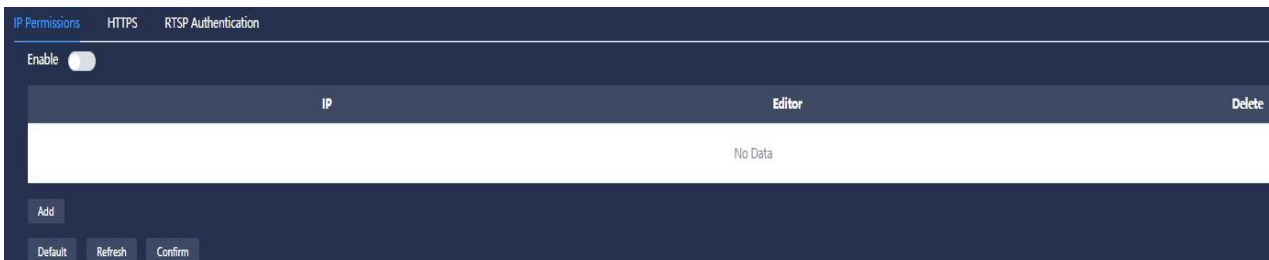 IP Permissions HTTPS RTSP Authentication
Enable
IP Editor Delete
No Data
Add
Default Refresh Confirm